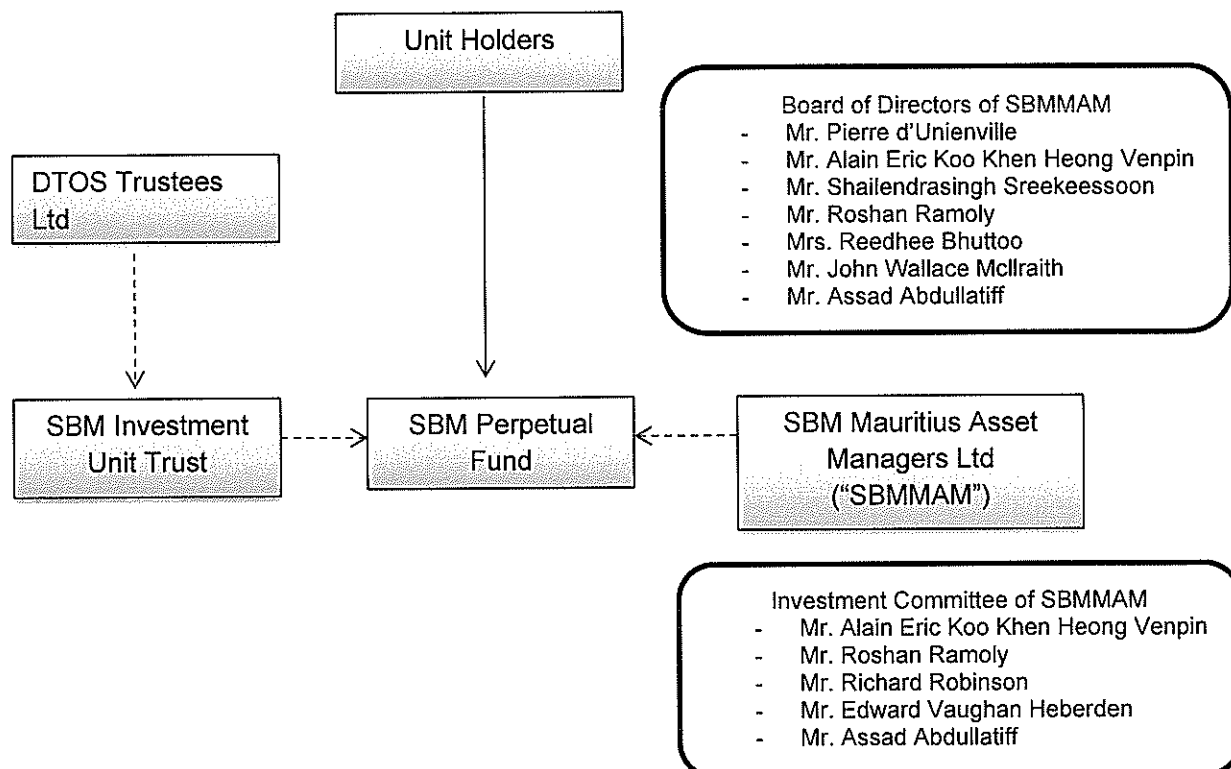 Unit Holders
Board of Directors of SBMMAM
- Mr. Pierre d'Unienville
- Mr. Alain Eric Koo Khen Heong Venpin
- Mr. Shailendrasingh Sreekeessoon
- Mr. Roshan Ramoly
- Mrs. Reedhee Bhuttoo
- Mr. John Wallace McIlraith
- Mr. Assad Abdullatiff
DTOS Trustees
Ltd
SBM Investment
Unit Trust
SBM Perpetual
Fund
SBM Mauritius Asset
Managers Ltd
("SBMMAM")
Investment Committee of SBMMAM
- Mr. Alain Eric Koo Khen Heong Venpin
- Mr. Roshan Ramoly
- Mr. Richard Robinson
- Mr. Edward Vaughan Heberden
- Mr. Assad Abdullatiff